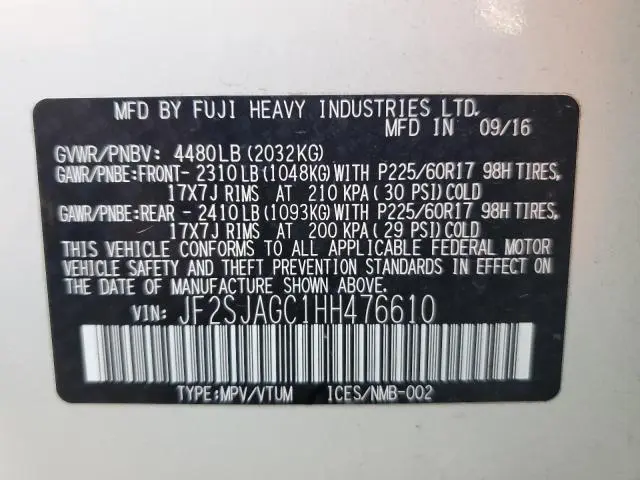 MFD BY FUJI HEAVY INDUSTRIES LTD.
MFD IN 09/16
GVWR/PNBV: 4480LB(2032KG)
GAWR/PNBE:FRONT- 2310LB(1048KG)WITH P225/60R17 98H TIRES,
17X7J RIMS AT 210 KPA(30 PSI)COLD
GAWR/PNBE:REAR - 2410LB(1093KG)WITH P225/60R17 98H TIRES,
17X7J RIMS AT 200 KPA(29 PSI)COLD
THIS VEHICLE CONFORMS TO ALL APPLICABLE FEDERAL MOTOR
VEHICLE SAFETY AND THEFT PREVENTION STANDARDS IN EFFECT ON
THE DATE OF MANUFACTURE SHOWN ABOVE.
VIN: JF2SJAGC1HH476610
TYPE:MPV/VTUM ICES/NMB-002